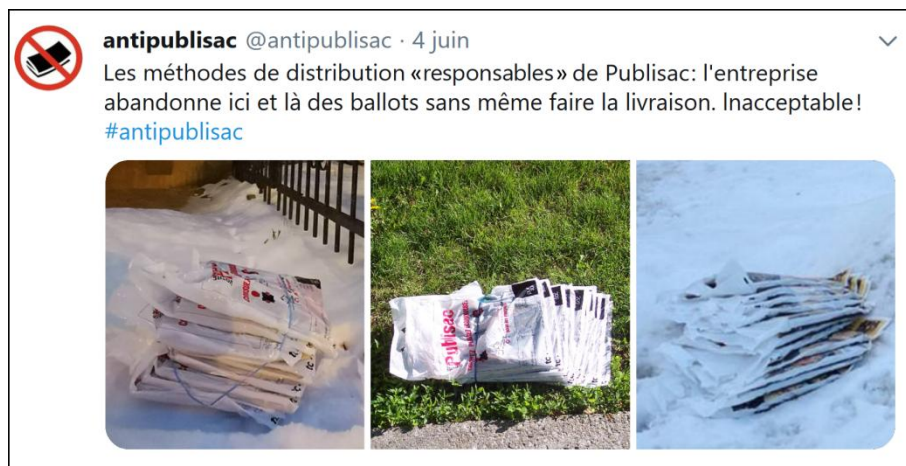 antipublisac @antipublisac · 4 juin
Les méthodes de distribution «responsables» de Publisac: l'entreprise
abandonne ici et là des ballots sans même faire la livraison. Inacceptable!
#antipublisac
PUBLISAC